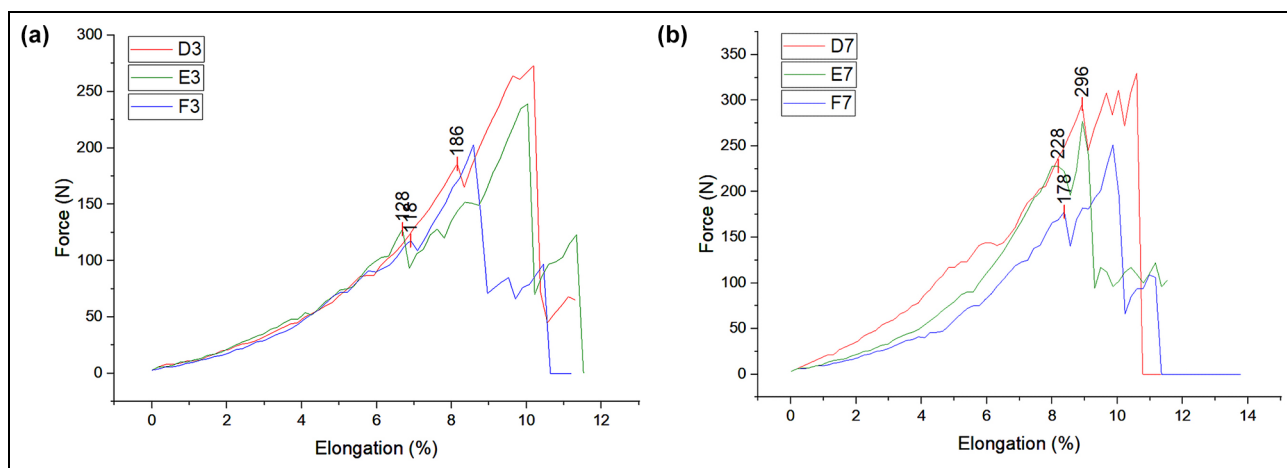 (a)
300
250
200
150
100
50
0
Force (N)
D3
E3
F3
128
118
186
0 2 4 6 8 10 12
Elongation (%)
(b)
350
300
250
200
150
100
50
0
Force (N)
D7
E7
F7
296
228
178
0 2 4 6 8 10 12 14
Elongation (%)